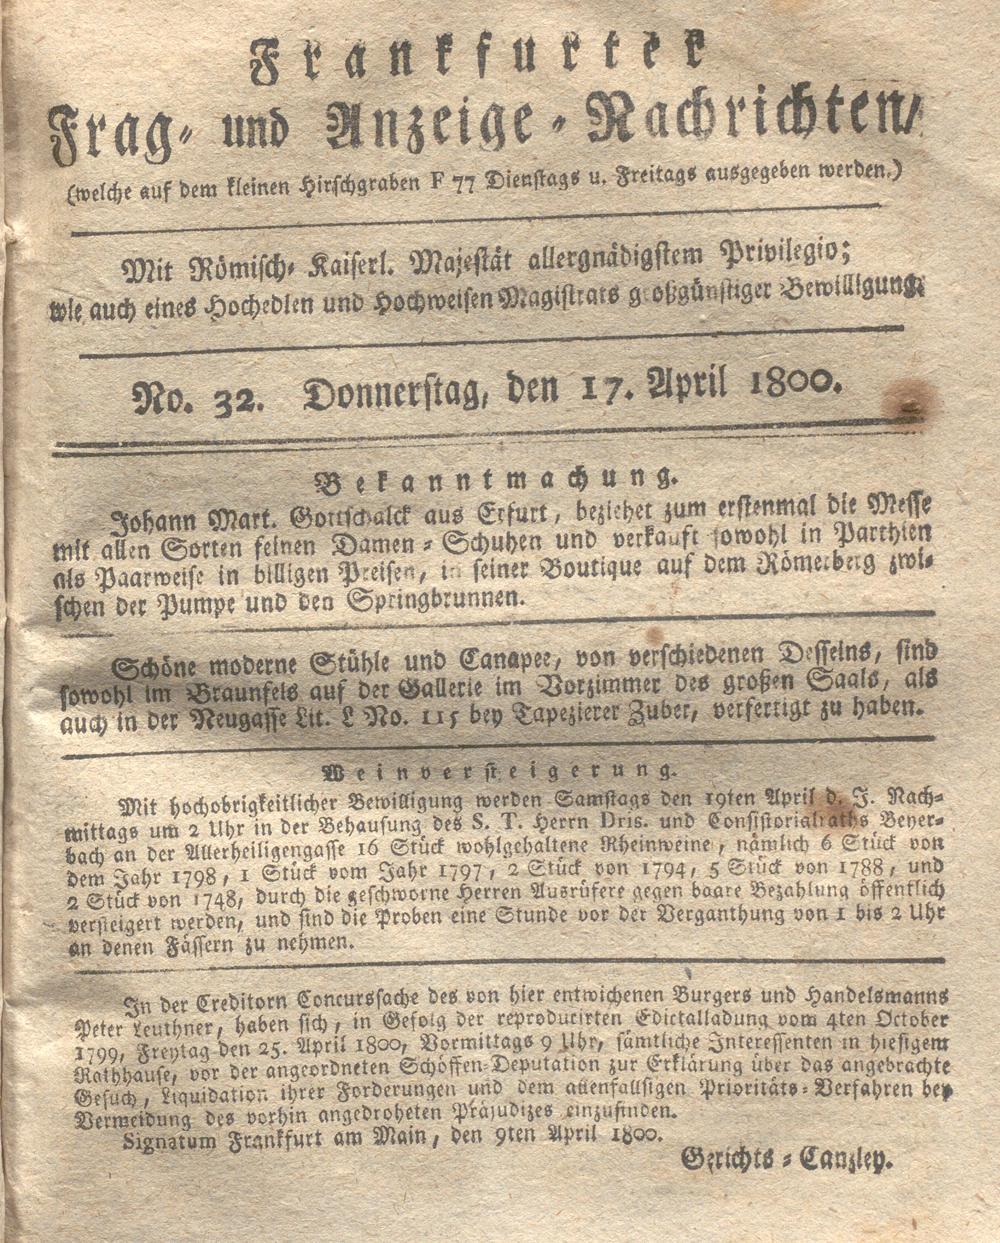 Frankfurter
Frag- und Anzeige-Nachrichten/
(welche auf dem kleinen Hirschgraben F 77 Dienstags u. Freitags ausgegeben werden.)
Mit Römisch-Kaiserl. Majestät allergnädigstem Privilegio;
wie auch eines Hochedlen und Hochweisen Magistrats großgünstiger Bewilligung.
No. 32. Donnerstag, den 17. April 1800.
Bekanntmachung.
Johann Mart. Gottschalck aus Erfurt, beziehet zum erstenmal die Messe
mit allen Sorten feinen Damen-Schuhen und verkauft sowohl in Parthien
als Paarweise in billigen Preisen, in seiner Boutique auf dem Römerberg zwi-
schen der Pumpe und den Springbrunnen.
Schöne moderne Stühle und Canapee, von verschiedenen Desseins, sind
sowohl im Braunfels auf der Gallerie im Vorzimmer des großen Saals, als
auch in der Neugasse Lit. L No. 115 bey Tapezierer Zuber, verfertigt zu haben.
Weinversteigerung.
Mit hochobrigkeitlicher Bewilligung werden Samstags den 19ten April d. J. Nach-
mittags um 2 Uhr in der Behausung des S. T. Herrn Dris. und Consistorialraths Beyer-
bach an der Allerheiligengasse 16 Stück wohlgehaltene Rheinweine, nämlich 6 Stück von
dem Jahr 1798, 1 Stück vom Jahr 1797, 2 Stück von 1794, 5 Stück von 1788, und
2 Stück von 1748, durch die geschworne Herren Ausrüfere gegen baare Bezahlung öffentlich
versteigert werden, und sind die Proben eine Stunde vor der Verganthung von 1 bis 2 Uhr
an denen Fässern zu nehmen.
In der Creditorn Concurssache des von hier entwichenen Burgers und Handelsmanns
Peter Leuthner, haben sich, in Gefolg der reproducirten Edictalladung vom 4ten October
1799, Freytag den 25. April 1800, Vormittags 9 Uhr, sämtliche Interessenten in hiesigem
Rathhause, vor der angeordneten Schöffen-Deputation zur Erklärung über das angebrachte
Gesuch, Liquidation ihrer Forderungen und dem allenfallsigen Prioritäts-Verfahren bey
Vermeidung des vorhin angedroheten Präjudizes einzufinden.
Signatum Frankfurt am Main, den 9ten April 1800.
Gerichts-Canzley.